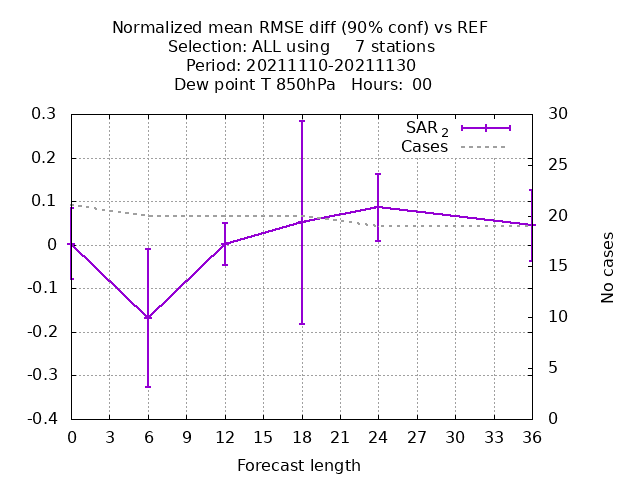 Normalized mean RMSE diff (90% conf) vs REF
Selection: ALL using     7 stations
Period: 20211110-20211130
Dew point T 850hPa   Hours:  00
0.3
0.2
0.1
0
-0.1
-0.2
-0.3
-0.4
SAR 2
Cases
30
25
20
15
10
5
0
No cases
0 3 6 9 12 15 18 21 24 27 30 33 36
Forecast length